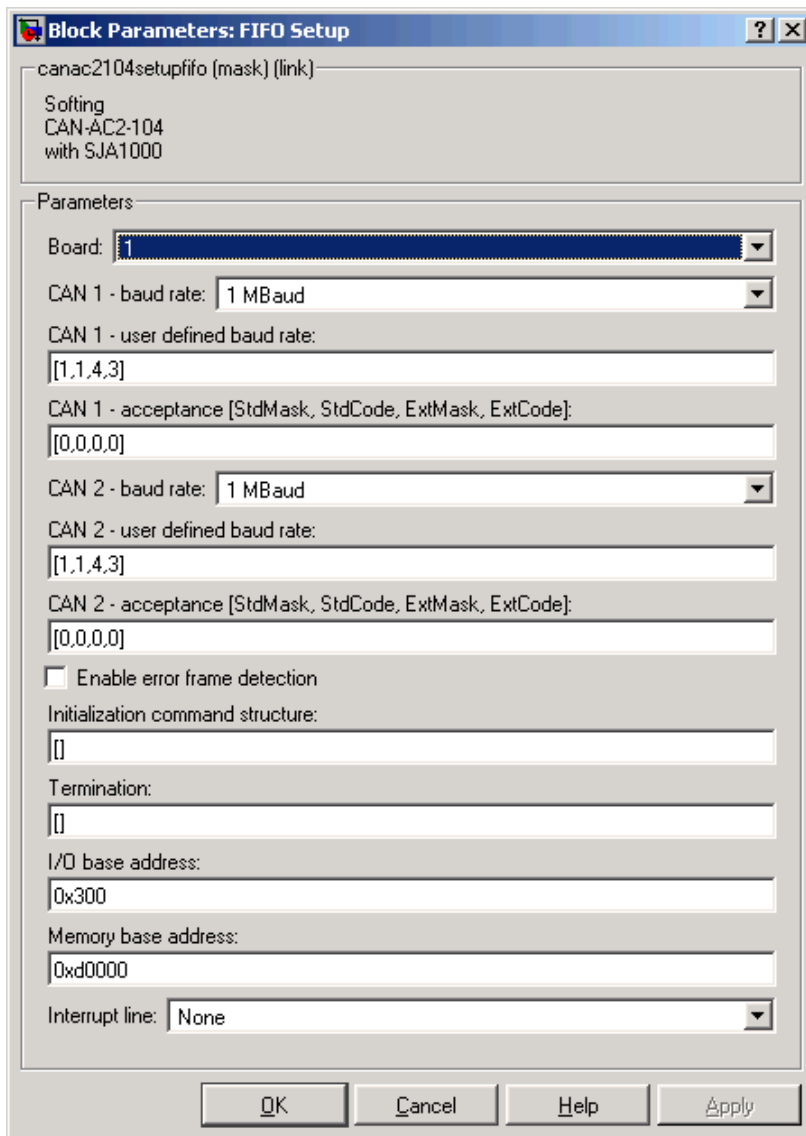 Block Parameters: FIFO Setup
canac2104setupfifo (mask) (link)
Softing
CAN-AC2-104
with SJA1000
Parameters
Board: 1
CAN 1 - baud rate: 1 MBaud
CAN 1 - user defined baud rate:
[1,1,4,3]
CAN 1 - acceptance [StdMask, StdCode, ExtMask, ExtCode]:
[0,0,0,0]
CAN 2 - baud rate: 1 MBaud
CAN 2 - user defined baud rate:
[1,1,4,3]
CAN 2 - acceptance [StdMask, StdCode, ExtMask, ExtCode]:
[0,0,0,0]
Enable error frame detection
Initialization command structure:
[]
Termination:
[]
I/O base address:
0x300
Memory base address:
0xd0000
Interrupt line: None
OK Cancel Help Apply